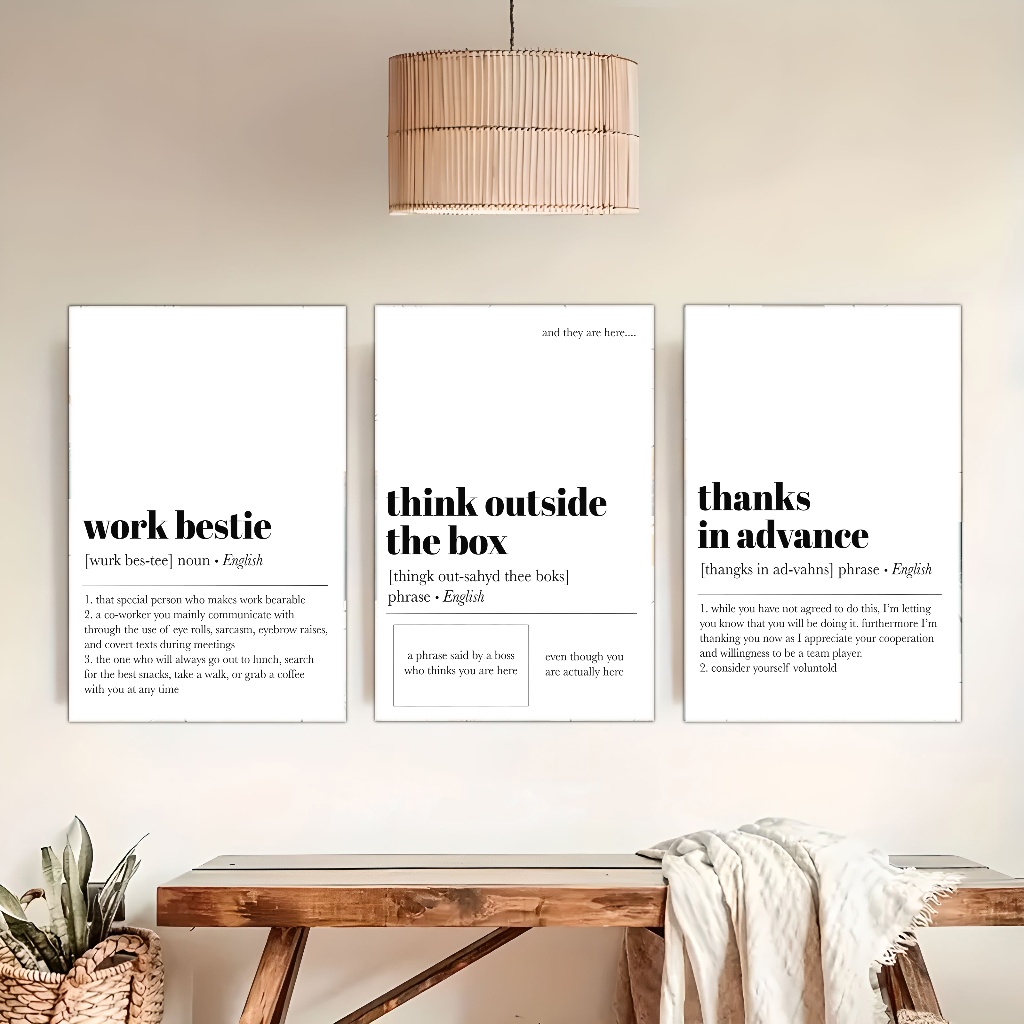 work bestie
[wurk bes-tee] noun • English
1. that special person who makes work bearable
2. a co-worker you mainly communicate with
through the use of eye rolls, sarcasm, eyebrow raises,
and covert texts during meetings
3. the one who will always go out to lunch, search
for the best snacks, take a walk, or grab a coffee
with you at any time
and they are here....
think outside
the box
[thingk out-sahyd thee boks]
phrase • English
a phrase said by a boss
who thinks you are here
even though you
are actually here
thanks
in advance
[thangks in ad-vahns] phrase • English
1. while you have not agreed to do this, I'm letting
you know that you will be doing it. furthermore I'm
thanking you now as I appreciate your cooperation
and willingness to be a team player.
2. consider yourself voluntold